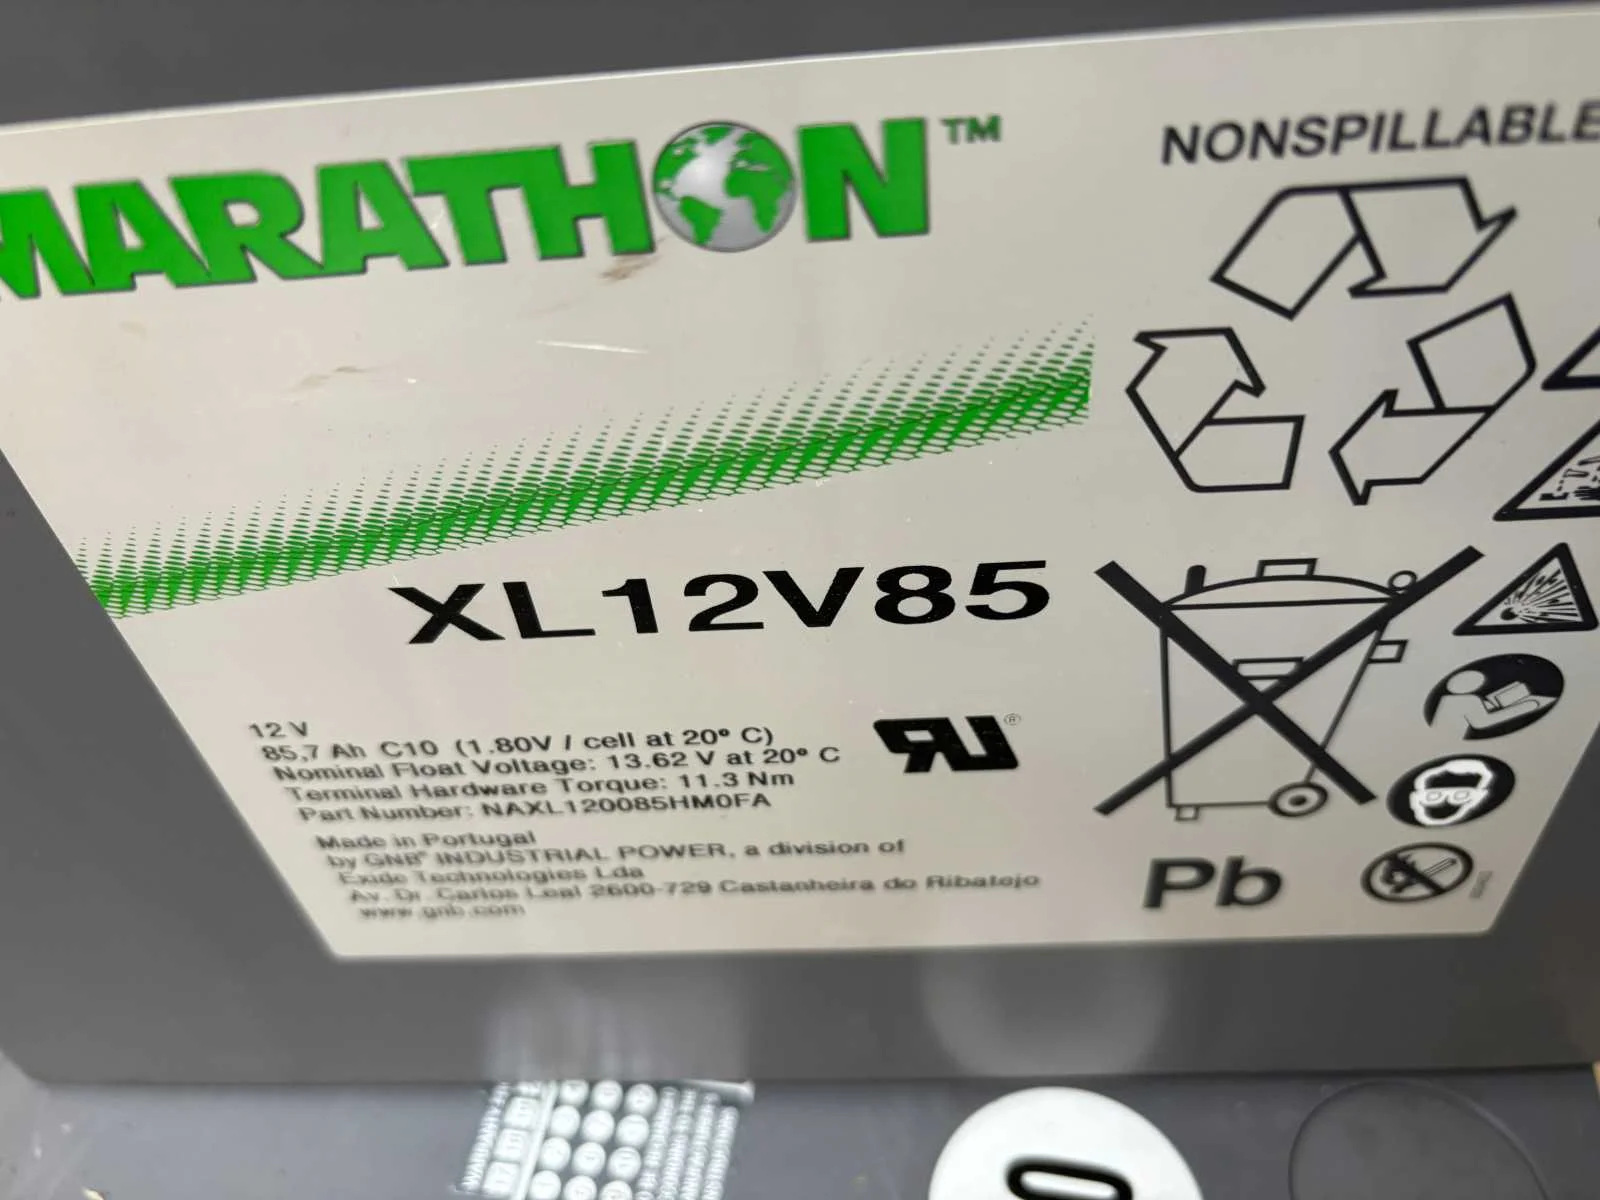 MARATHON™
NONSPILLABLE
XL12V85
12 V
85,7 Ah C10 (1.80V / cell at 20° C)
Nominal Float Voltage: 13.62 V at 20° C
Terminal Hardware Torque: 11.3 Nm
Part Number: NAXL120085HM0FA
Made in Portugal
by GNB® INDUSTRIAL POWER, a division of
Exide Technologies Lda
Av. Dr. Carlos Leal 2600-729 Castanheira do Ribatejo
www.gnb.com
RU®
Pb